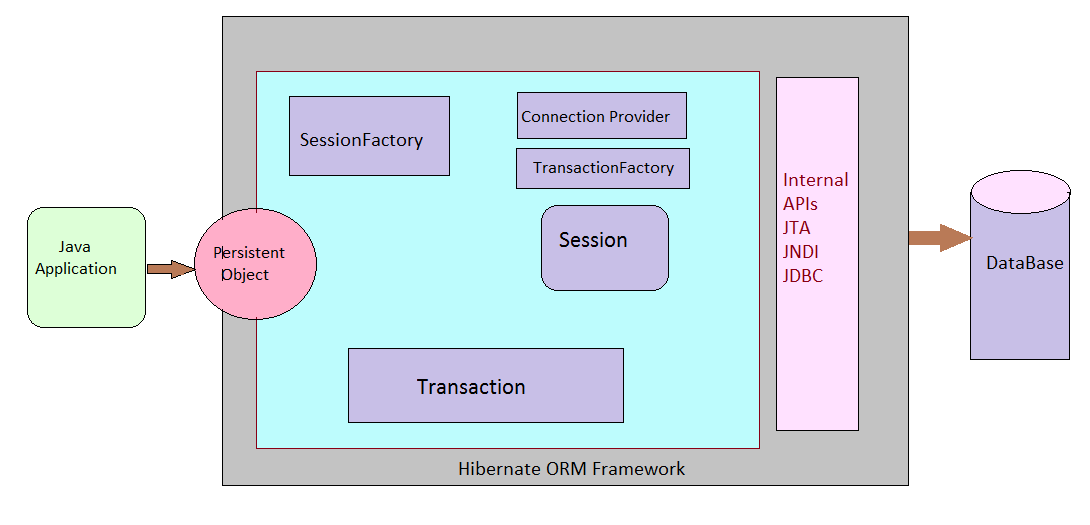 SessionFactory
Connection Provider
TransactionFactory
Session
Transaction
Java
Application
Persistent
Object
Internal
APIs
JTA
JNDI
JDBC
DataBase
Hibernate ORM Framework